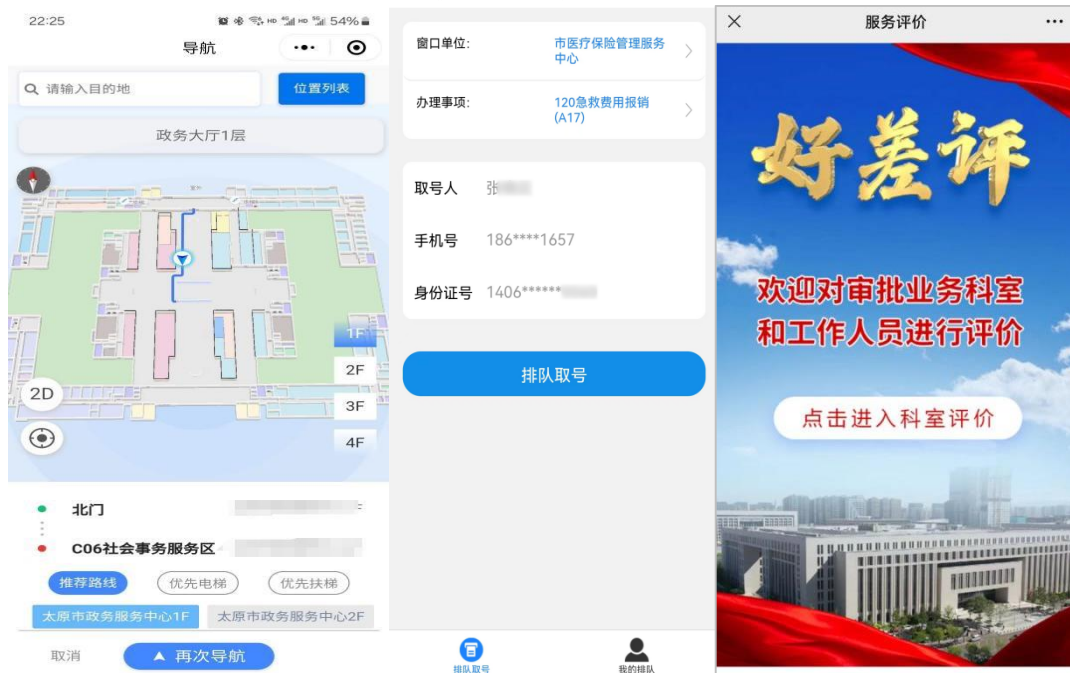 22:25
HD HD 54%
导航
请输入目的地
位置列表
政务大厅1层
1F
2F
3F
4F
2D
北门
C06社会事务服务区
推荐路线
优先电梯
优先扶梯
太原市政务服务中心1F
太原市政务服务中心2F
取消
再次导航
窗口单位:
市医疗保险管理服务
中心
办理事项:
120急救费用报销
(A17)
取号人 张
手机号 186****1657
身份证号 1406******
排队取号
排队取号
我的排队
服务评价
好差评
欢迎对审批业务科室
和工作人员进行评价
点击进入科室评价